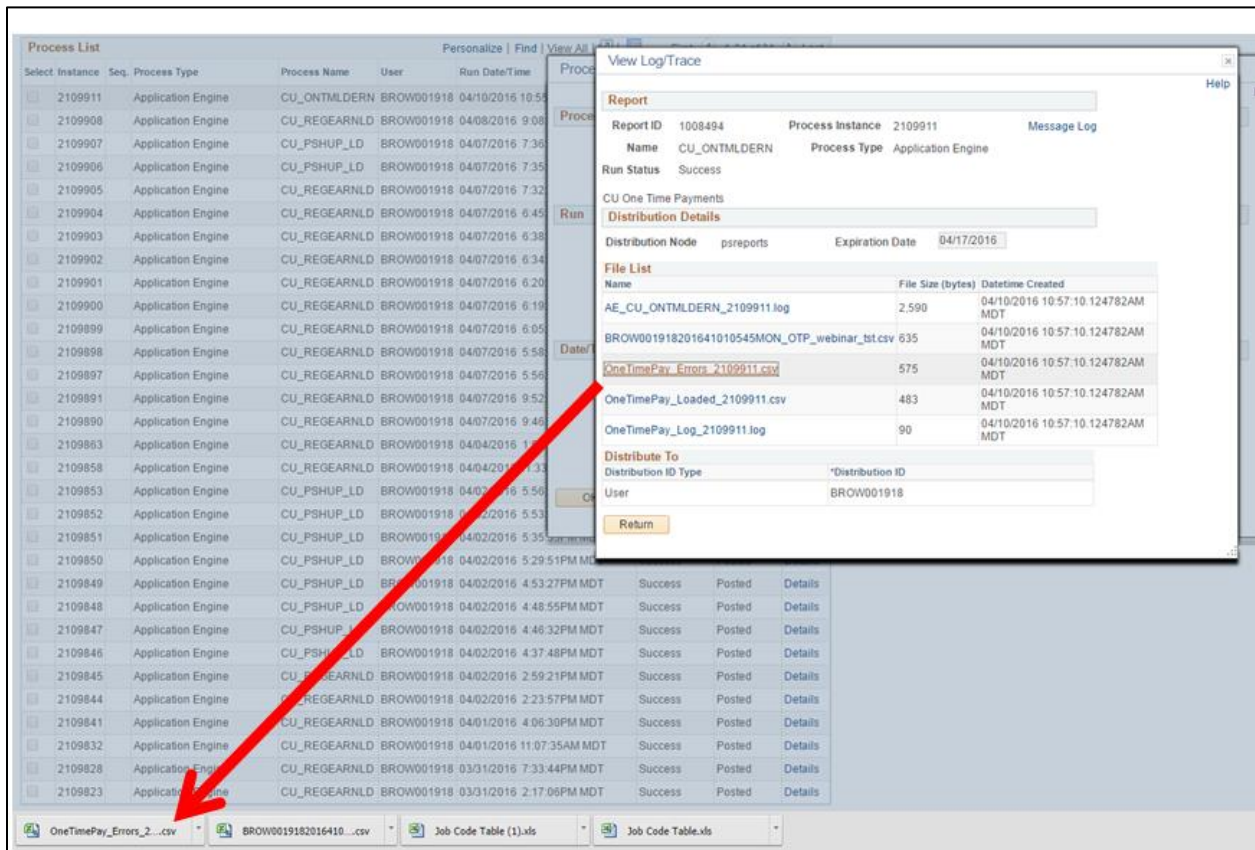 Process List Personalize | Find | View All |
Select Instance Seq. Process Type Process Name User Run Date/Time
2109911 Application Engine CU_ONTMLDERN BROW001918 04/10/2016 10:55
2109908 Application Engine CU_REGEARNLD BROW001918 04/08/2016 9:08
2109907 Application Engine CU_PSHUP_LD BROW001918 04/07/2016 7:36
2109906 Application Engine CU_PSHUP_LD BROW001918 04/07/2016 7:35
2109905 Application Engine CU_REGEARNLD BROW001918 04/07/2016 7:32
2109904 Application Engine CU_REGEARNLD BROW001918 04/07/2016 6:45
2109903 Application Engine CU_REGEARNLD BROW001918 04/07/2016 6:38
2109902 Application Engine CU_REGEARNLD BROW001918 04/07/2016 6:34
2109901 Application Engine CU_REGEARNLD BROW001918 04/07/2016 6:20
2109900 Application Engine CU_REGEARNLD BROW001918 04/07/2016 6:19
2109899 Application Engine CU_REGEARNLD BROW001918 04/07/2016 6:05
2109898 Application Engine CU_REGEARNLD BROW001918 04/07/2016 5:58
2109897 Application Engine CU_REGEARNLD BROW001918 04/07/2016 5:56
2109891 Application Engine CU_REGEARNLD BROW001918 04/07/2016 9:52
2109890 Application Engine CU_REGEARNLD BROW001918 04/07/2016 9:46
2109863 Application Engine CU_REGEARNLD BROW001918 04/04/2016
2109858 Application Engine CU_REGEARNLD BROW001918
2109853 Application Engine CU_PSHUP_LD BROW001918 5:56
2109852 Application Engine CU_PSHUP_LD BROW001918 5:53
2109851 Application Engine CU_PSHUP_LD 04/02/2016
2109850 Application Engine CU_PSHUP_LD 04/02/2016 5:29:51PM
2109849 Application Engine CU_PSHUP_LD 04/02/2016 4:53:27PM MDT Success Posted Details
2109848 Application Engine CU_PSHUP_LD 04/02/2016 4:48:55PM MDT Success Posted Details
2109847 Application Engine BROW001918 04/02/2016 4:46:32PM MDT Success Posted Details
2109846 Application Engine BROW001918 04/02/2016 4:37:48PM MDT Success Posted Details
2109845 Application Engine BROW001918 04/02/2016 2:59:21PM MDT Success Posted Details
2109844 Application Engine BROW001918 04/02/2016 2:23:57PM MDT Success Posted Details
2109841 Application Engine CU_REGEARNLD BROW001918 04/01/2016 4:06:30PM MDT Success Posted Details
2109832 Application Engine CU_REGEARNLD BROW001918 04/01/2016 11:07:35AM MDT Success Posted Details
2109828 Application CU_REGEARNLD BROW001918 03/31/2016 7:33:44PM MDT Success Posted Details
2109823 CU_REGEARNLD BROW001918 03/31/2016 2:17:06PM MDT Success Posted Details
Proce
Proce
Run
Date/T
View Log/Trace
Help
Report
Report ID 1008494 Process Instance 2109911 Message Log
Name CU_ONTMLDERN Process Type Application Engine
Run Status Success
CU One Time Payments
Distribution Details
Distribution Node psreports Expiration Date 04/17/2016
File List
Name File Size (bytes) Datetime Created
AE_CU_ONTMLDERN_2109911.log 2,590 04/10/2016 10:57:10.124782AM MDT
BROW001918201641010545MON_OTP_webinar_tst.csv 635 04/10/2016 10:57:10.124782AM MDT
OneTimePay_Errors_2109911.csv 575 04/10/2016 10:57:10.124782AM MDT
OneTimePay_Loaded_2109911.csv 483 04/10/2016 10:57:10.124782AM MDT
OneTimePay_Log_2109911.log 90 04/10/2016 10:57:10.124782AM MDT
Distribute To
Distribution ID Type *Distribution ID
User BROW001918
Return
OneTimePay_Errors_2....csv BROW0019182016410....csv Job Code Table (1).xls Job Code Table.xls